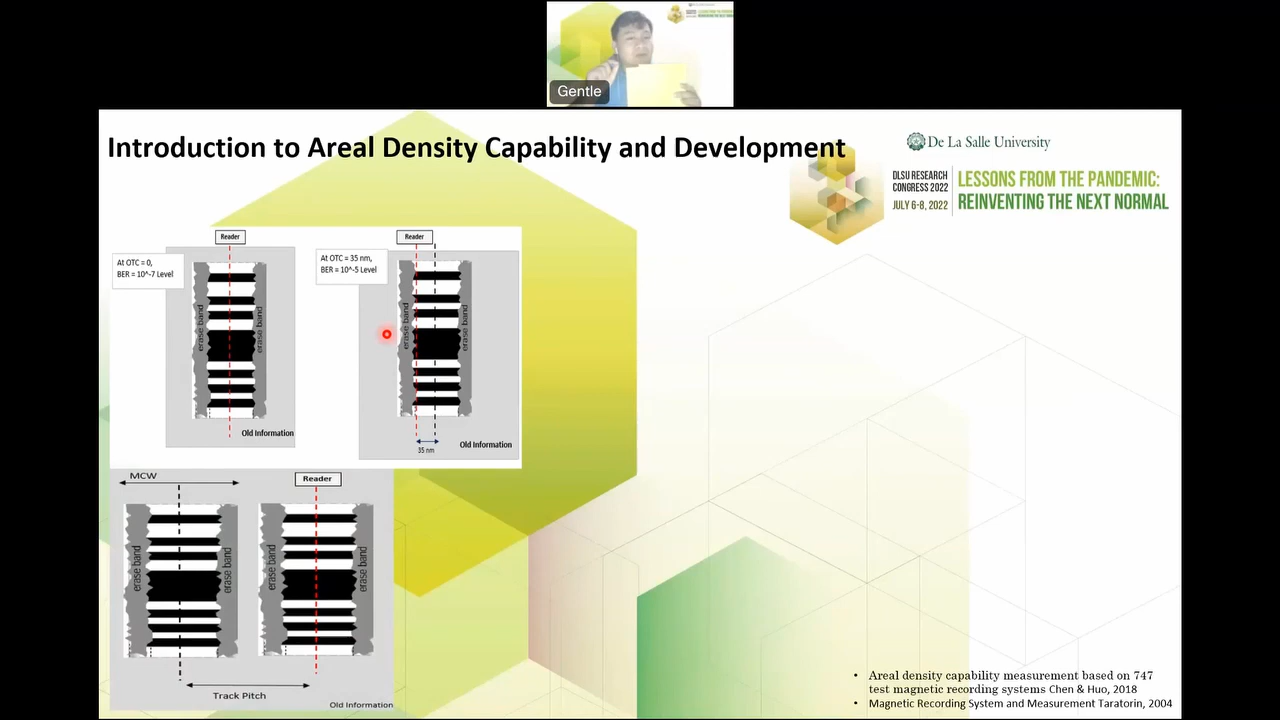 Gentle
Introduction to Areal Density Capability and Development
De La Salle University
DLSU RESEARCH
CONGRESS 2022
JULY 6-8, 2022
LESSONS FROM THE PANDEMIC:
REINVENTING THE NEXT NORMAL
Reader
At OTC = 0,
BER = 10^-7 Level
erase band
erase band
Old Information
Reader
At OTC = 35 nm,
BER = 10^-5 Level
erase band
erase band
35 nm
Old Information
MCW
Reader
erase band
erase band
erase band
erase band
Track Pitch
Old Information
• Areal density capability measurement based on 747
test magnetic recording systems Chen & Huo, 2018
• Magnetic Recording System and Measurement Taratorin, 2004